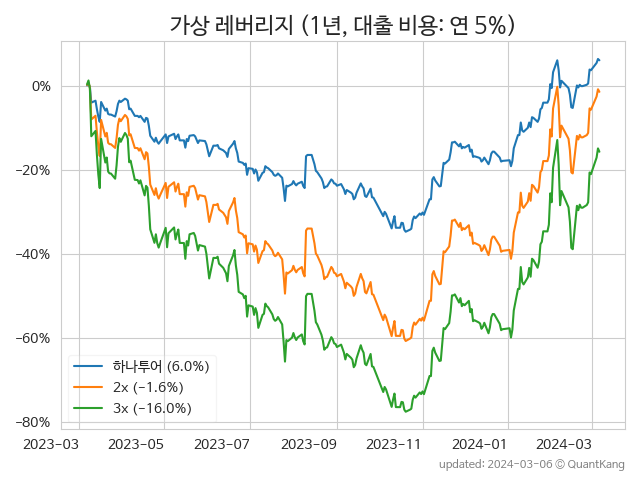 가상 레버리지 (1년, 대출 비용: 연 5%)
0%
−20%
−40%
−60%
−80%
하나투어 (6.0%)
2x (−1.6%)
3x (−16.0%)
2023-03 2023-05 2023-07 2023-09 2023-11 2024-01 2024-03
updated: 2024-03-06 © QuantKang